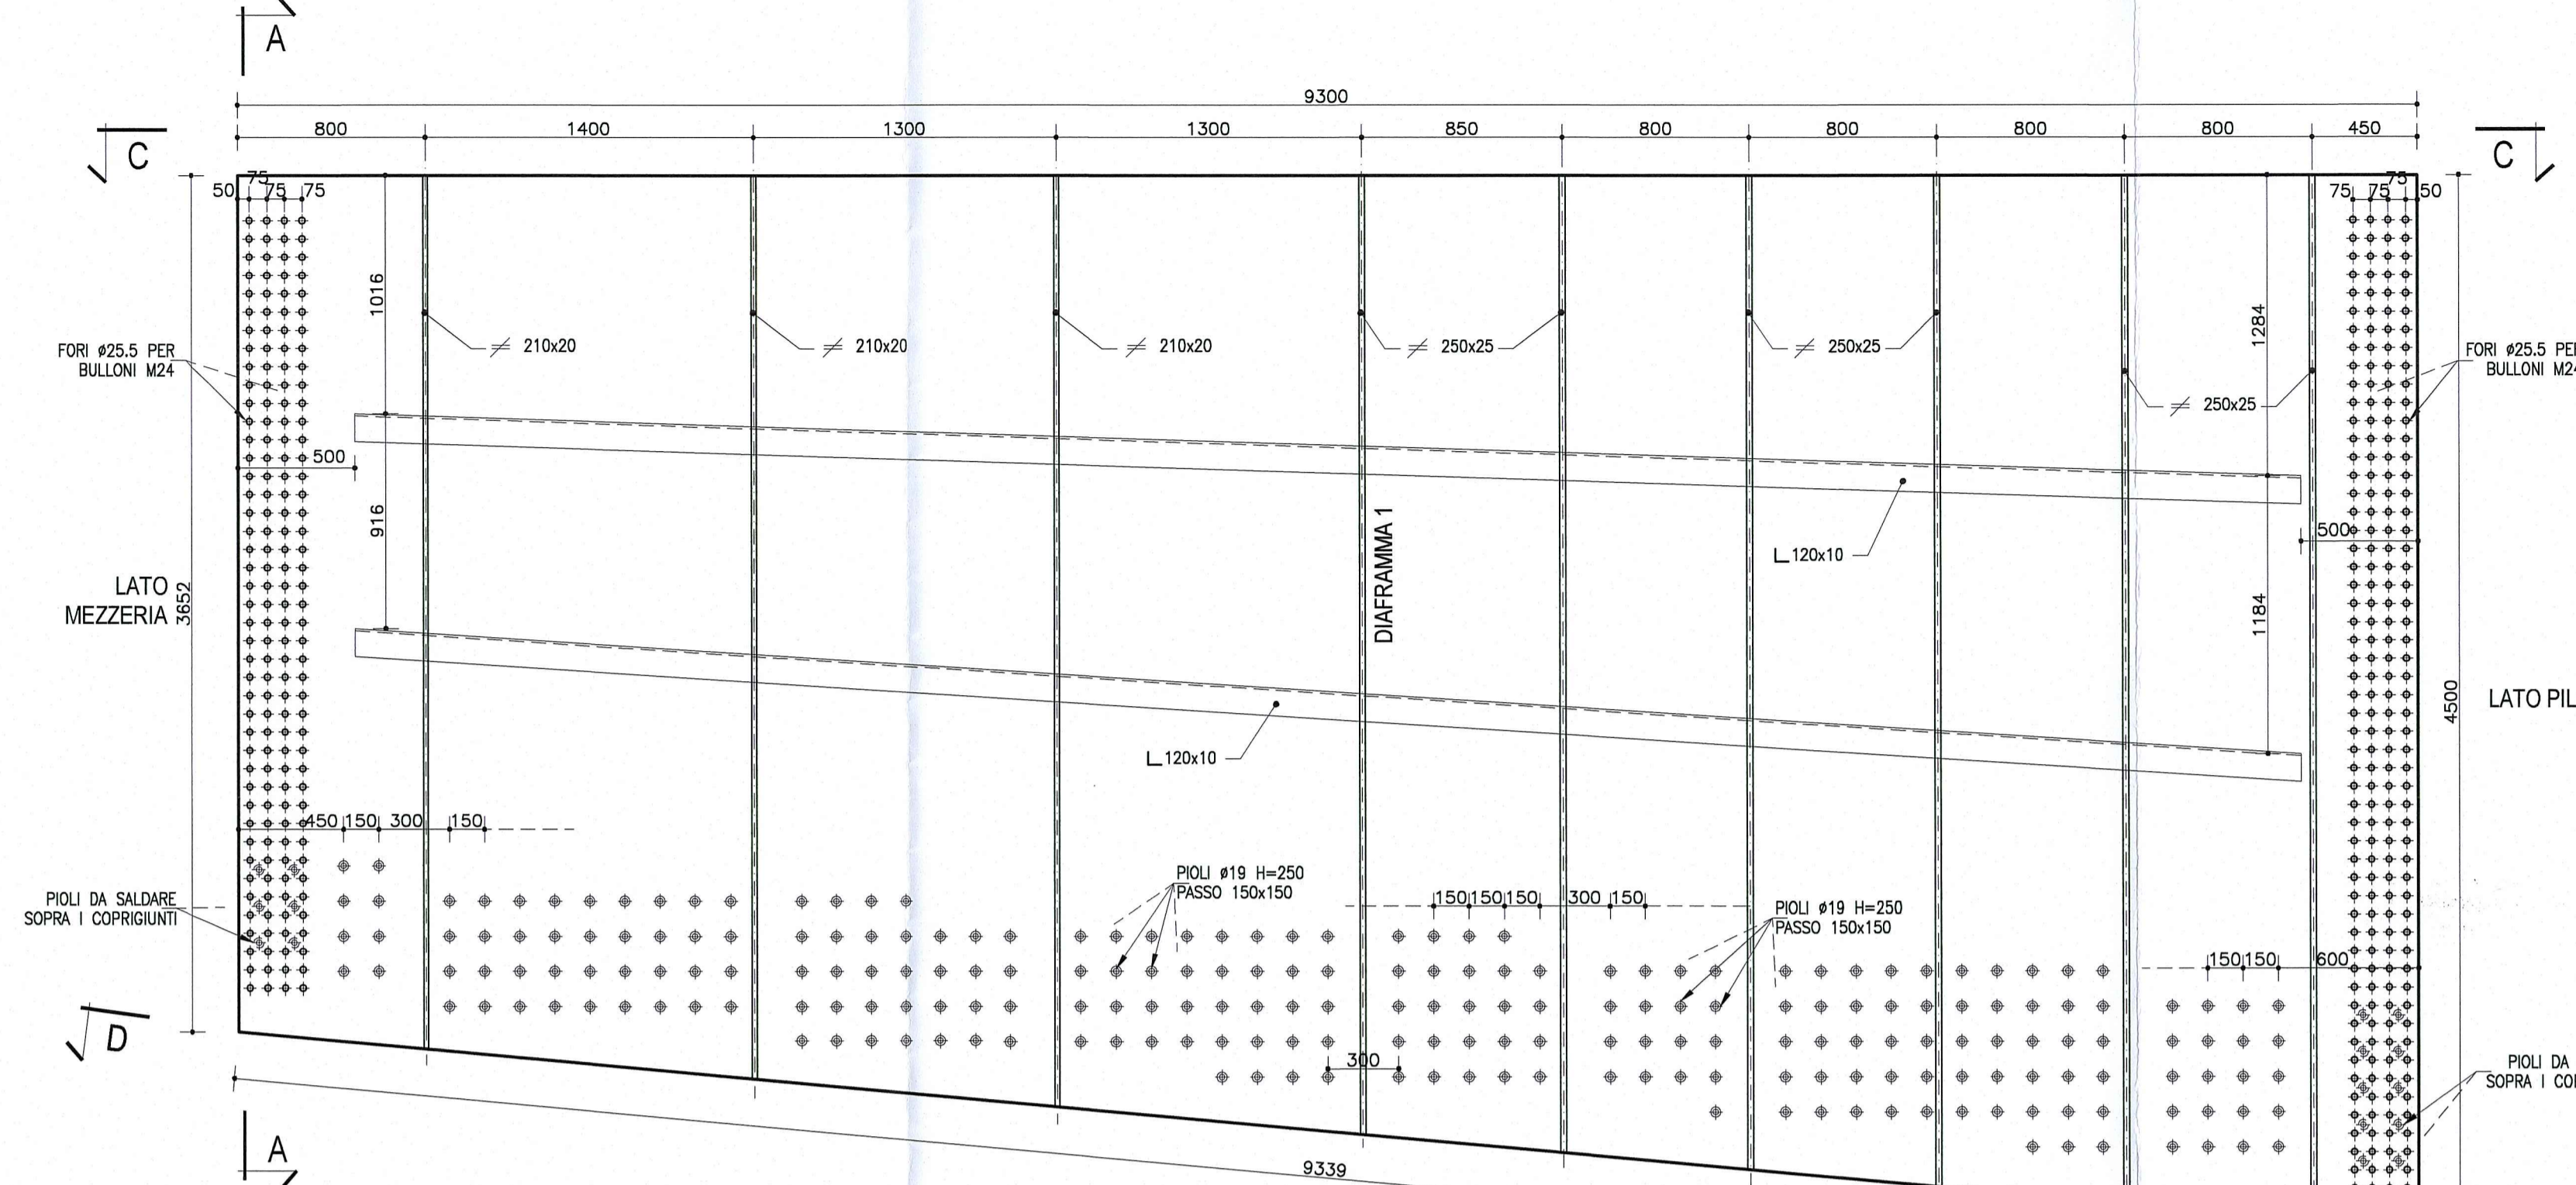 A
9300
800
1400
1300
1300
850
800
800
800
800
450
C
C
50
75
75
75
75
75
75
50
1016
1284
FORI ø25.5 PER
BULLONI M24
210x20
210x20
210x20
250x25
250x25
250x25
FORI ø25.5 PE
BULLONI M24
500
916
500
L120x10
DIAFRAMMA 1
LATO
MEZZERIA
3652
1184
4500
LATO PIL
L120x10
450
150
300
150
PIOLI DA SALDARE
SOPRA I COPRIGIUNTI
PIOLI ø19 H=250
PASSO 150x150
150
150
150
300
150
PIOLI ø19 H=250
PASSO 150x150
150
150
600
D
300
PIOLI DA
SOPRA I CO
A
9339